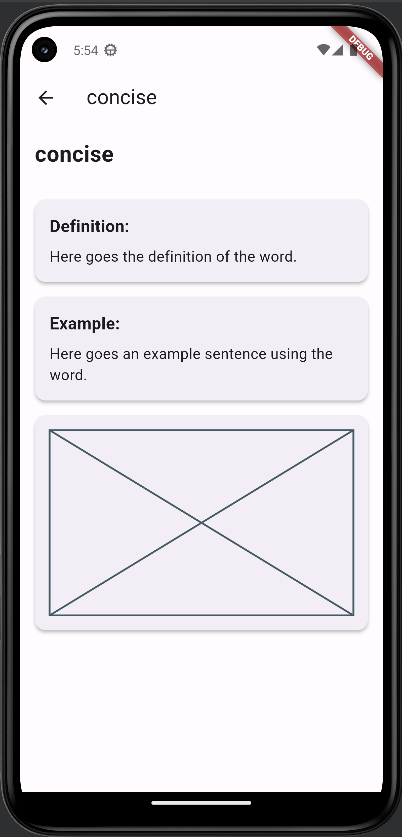 5:54
DEBUG
concise
concise
Definition:
Here goes the definition of the word.
Example:
Here goes an example sentence using the
word.